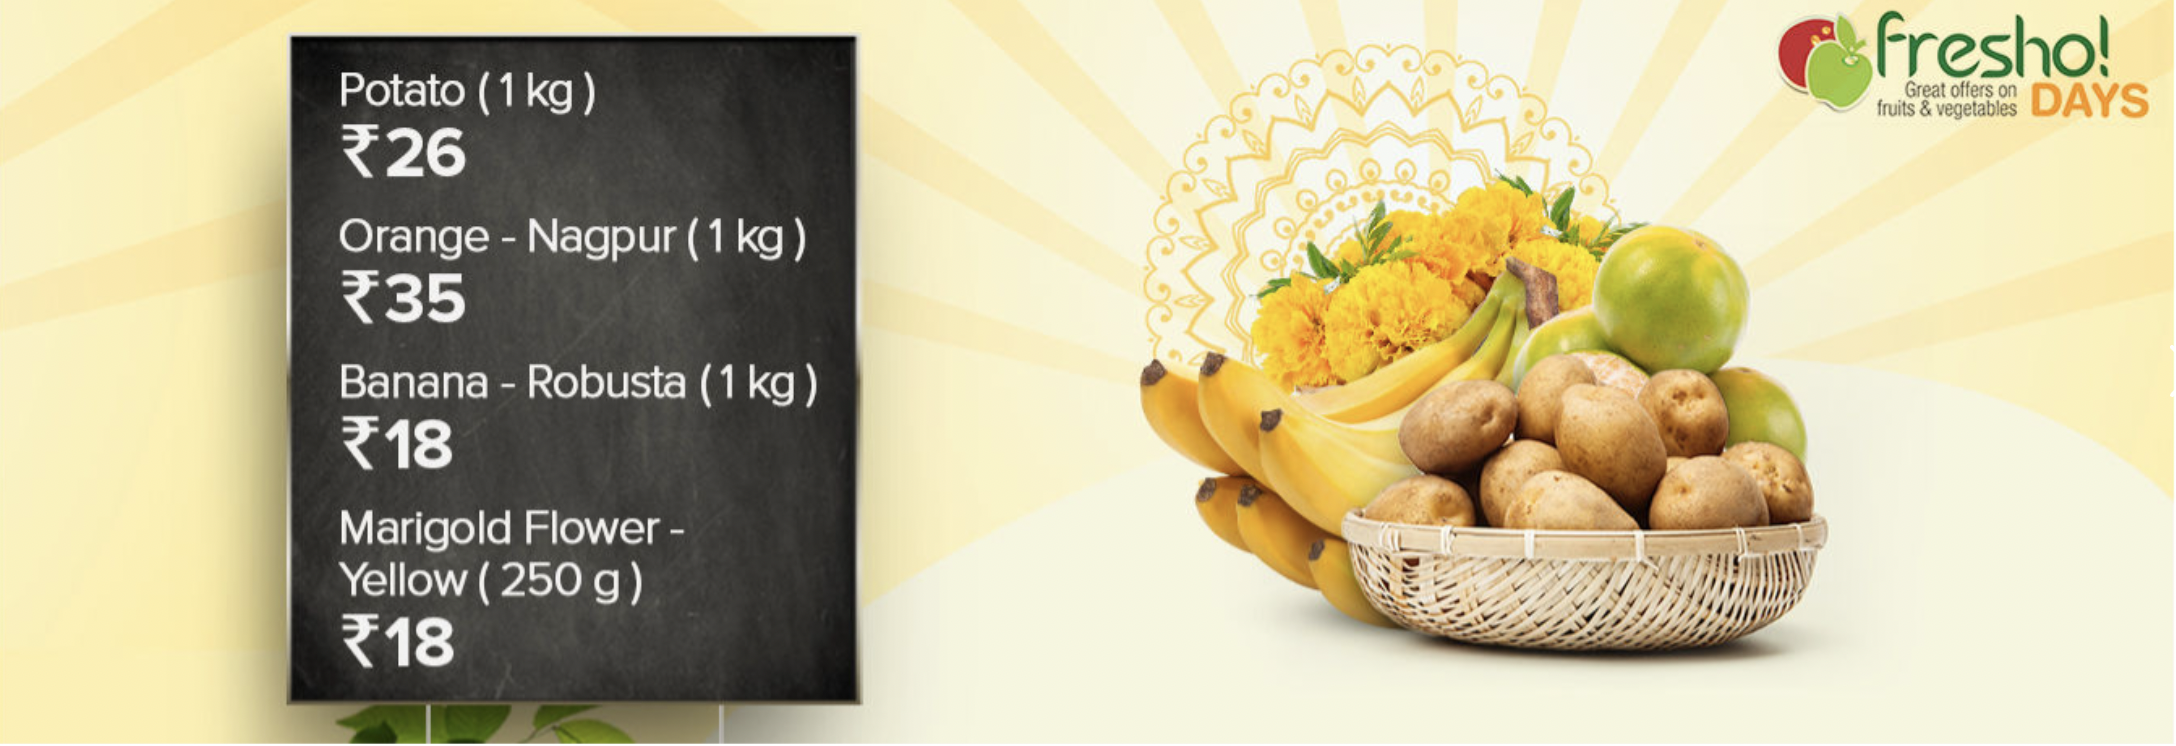 Potato ( 1 kg )
₹26
Orange - Nagpur ( 1 kg )
₹35
Banana - Robusta ( 1 kg )
₹18
Marigold Flower -
Yellow ( 250 g )
₹18
fresho!
Great offers on
fruits & vegetables
DAYS